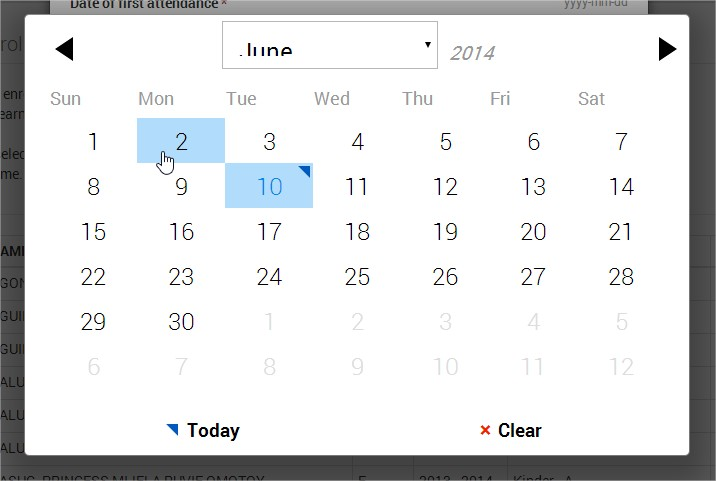 Date of first attendance *
yyyy-mm-dd
June
2014
Sun Mon Tue Wed Thu Fri Sat
1 2 3 4 5 6 7
8 9 10 11 12 13 14
15 16 17 18 19 20 21
22 23 24 25 26 27 28
29 30 1 2 3 4 5
6 7 8 9 10 11 12
Today
Clear